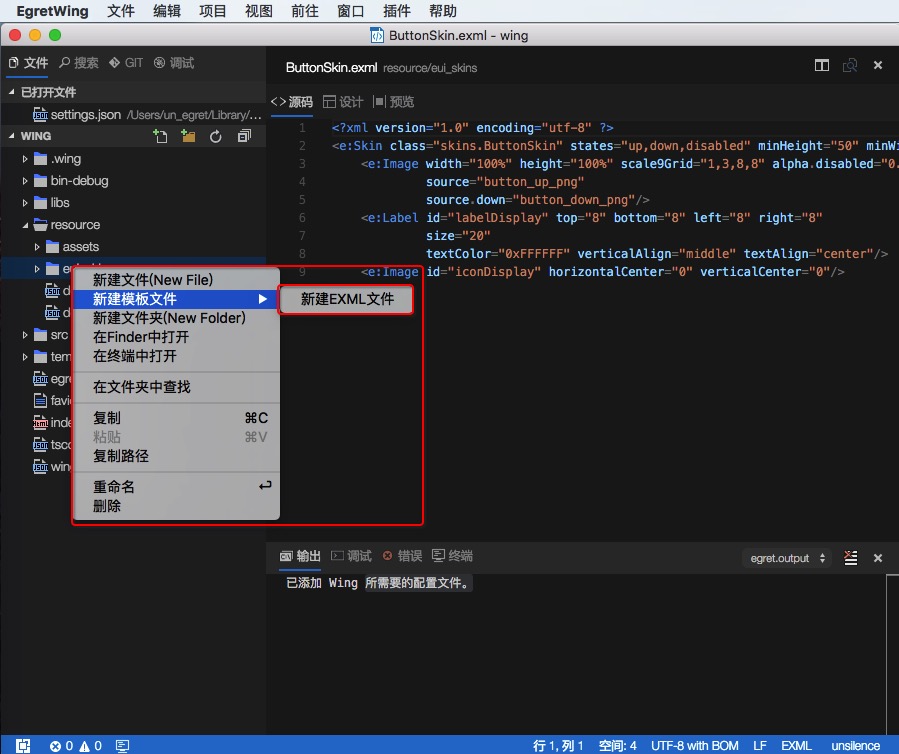 EgretWing 文件 编辑 项目 视图 前往 窗口 插件 帮助
ButtonSkin.exml - wing
文件 搜索 GIT 调试
ButtonSkin.exml resource/eui_skins
已打开文件
settings.json /Users/un_egret/Library/...
<>源码 设计 预览
WING
.wing
bin-debug
libs
resource
assets
1 <?xml version="1.0" encoding="utf-8" ?>
2 <e:Skin class="skins.ButtonSkin" states="up,down,disabled" minHeight="50" minWi
3 <e:Image width="100%" height="100%" scale9Grid="1,3,8,8" alpha.disabled="0.
4 source="button_up_png"
5 source.down="button_down_png"/>
6 <e:Label id="labelDisplay" top="8" bottom="8" left="8" right="8"
7 size="20"
8 textColor="0xFFFFFF" verticalAlign="middle" textAlign="center"/>
9 <e:Image id="iconDisplay" horizontalCenter="0" verticalCenter="0"/>
d
d
src
tem
egre
favi
inde
tsco
wing
新建文件(New File)
新建模板文件
新建EXML文件
新建文件夹(New Folder)
在Finder中打开
在终端中打开
在文件夹中查找
复制 ⌘C
粘贴 ⌘V
复制路径
重命名 ↩
删除
输出 调试 错误 终端
egret.output
已添加 Wing 所需要的配置文件。
0 0
行 1, 列 1 空间: 4 UTF-8 with BOM LF EXML unsilence